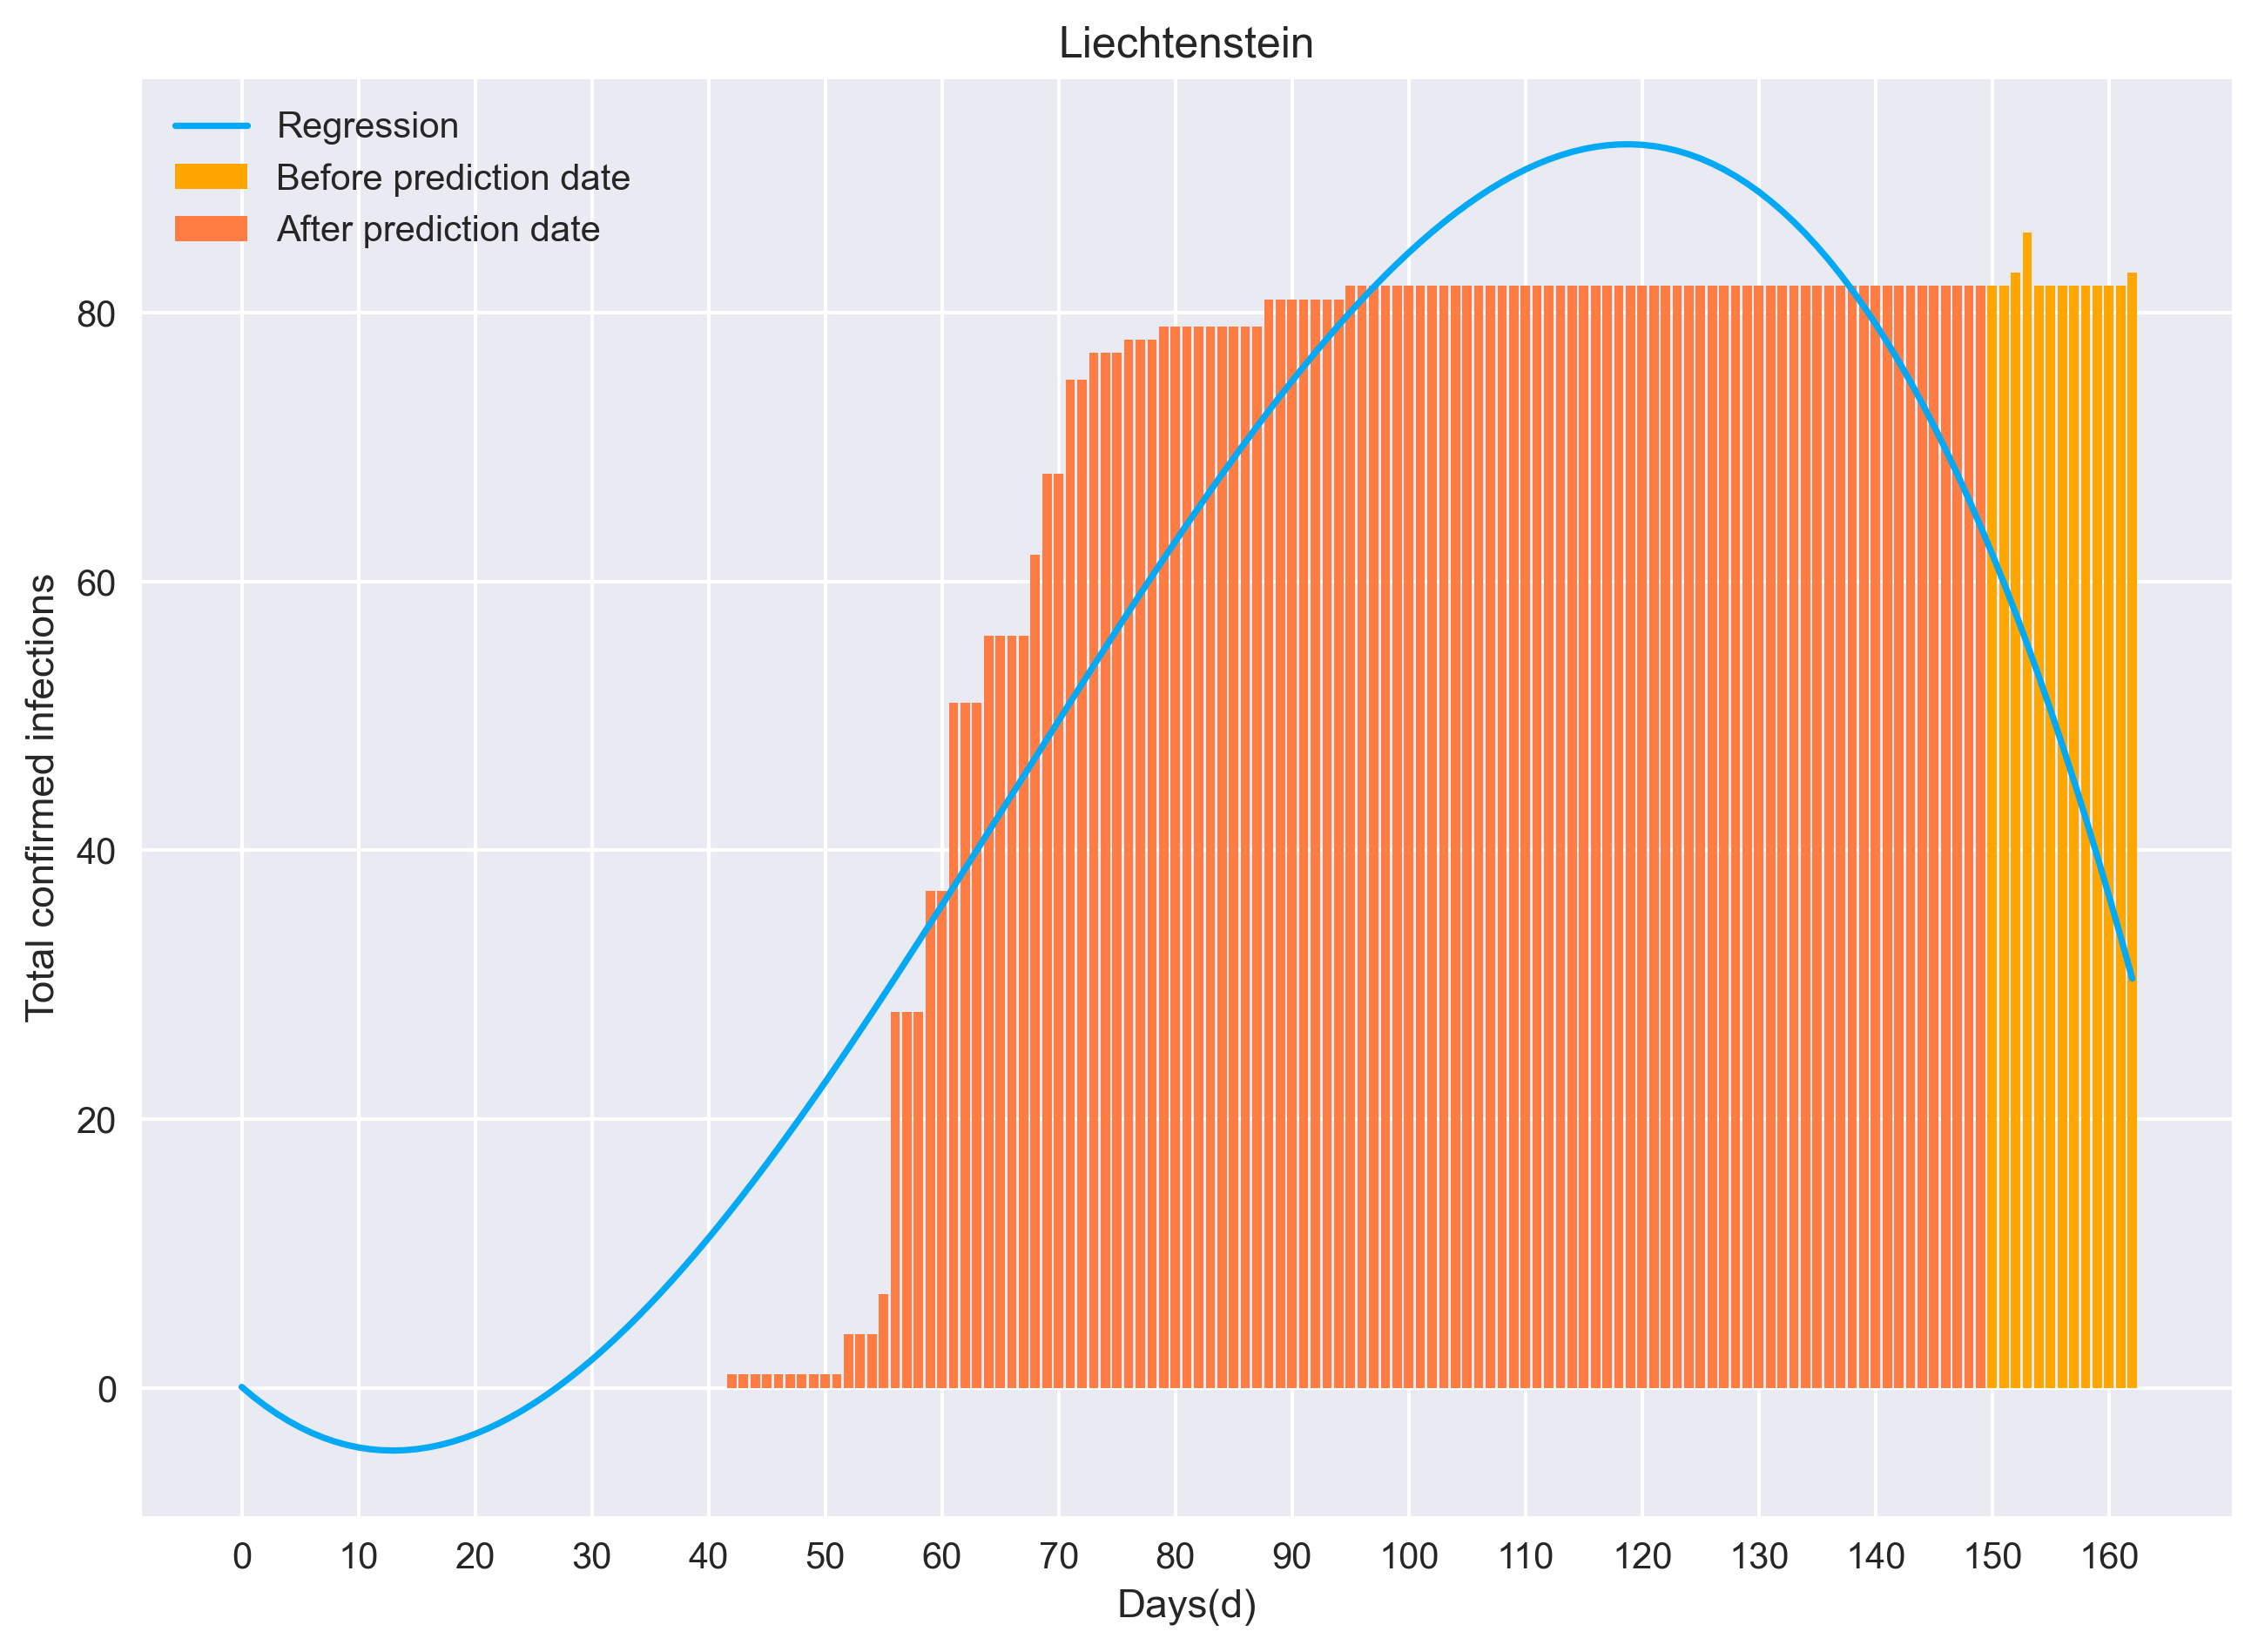 Liechtenstein
Regression
Before prediction date
After prediction date
Total confirmed infections
80
60
40
20
0
0 10 20 30 40 50 60 70 80 90 100 110 120 130 140 150 160
Days(d)